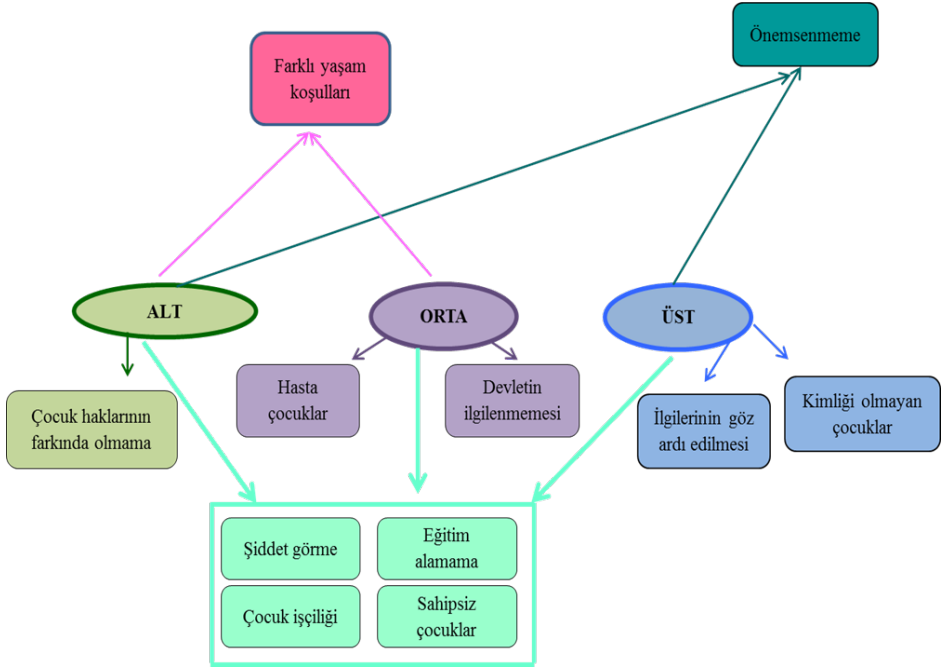 Önemsenmeme
Farklı yaşam
koşulları
ALT
ORTA
ÜST
Çocuk haklarının
farkında olmama
Hasta
çocuklar
Devletin
ilgilenmemesi
İlgilerinin göz
ardı edilmesi
Kimliği olmayan
çocuklar
Şiddet görme
Eğitim
alamama
Çocuk işçiliği
Sahipsiz
çocuklar